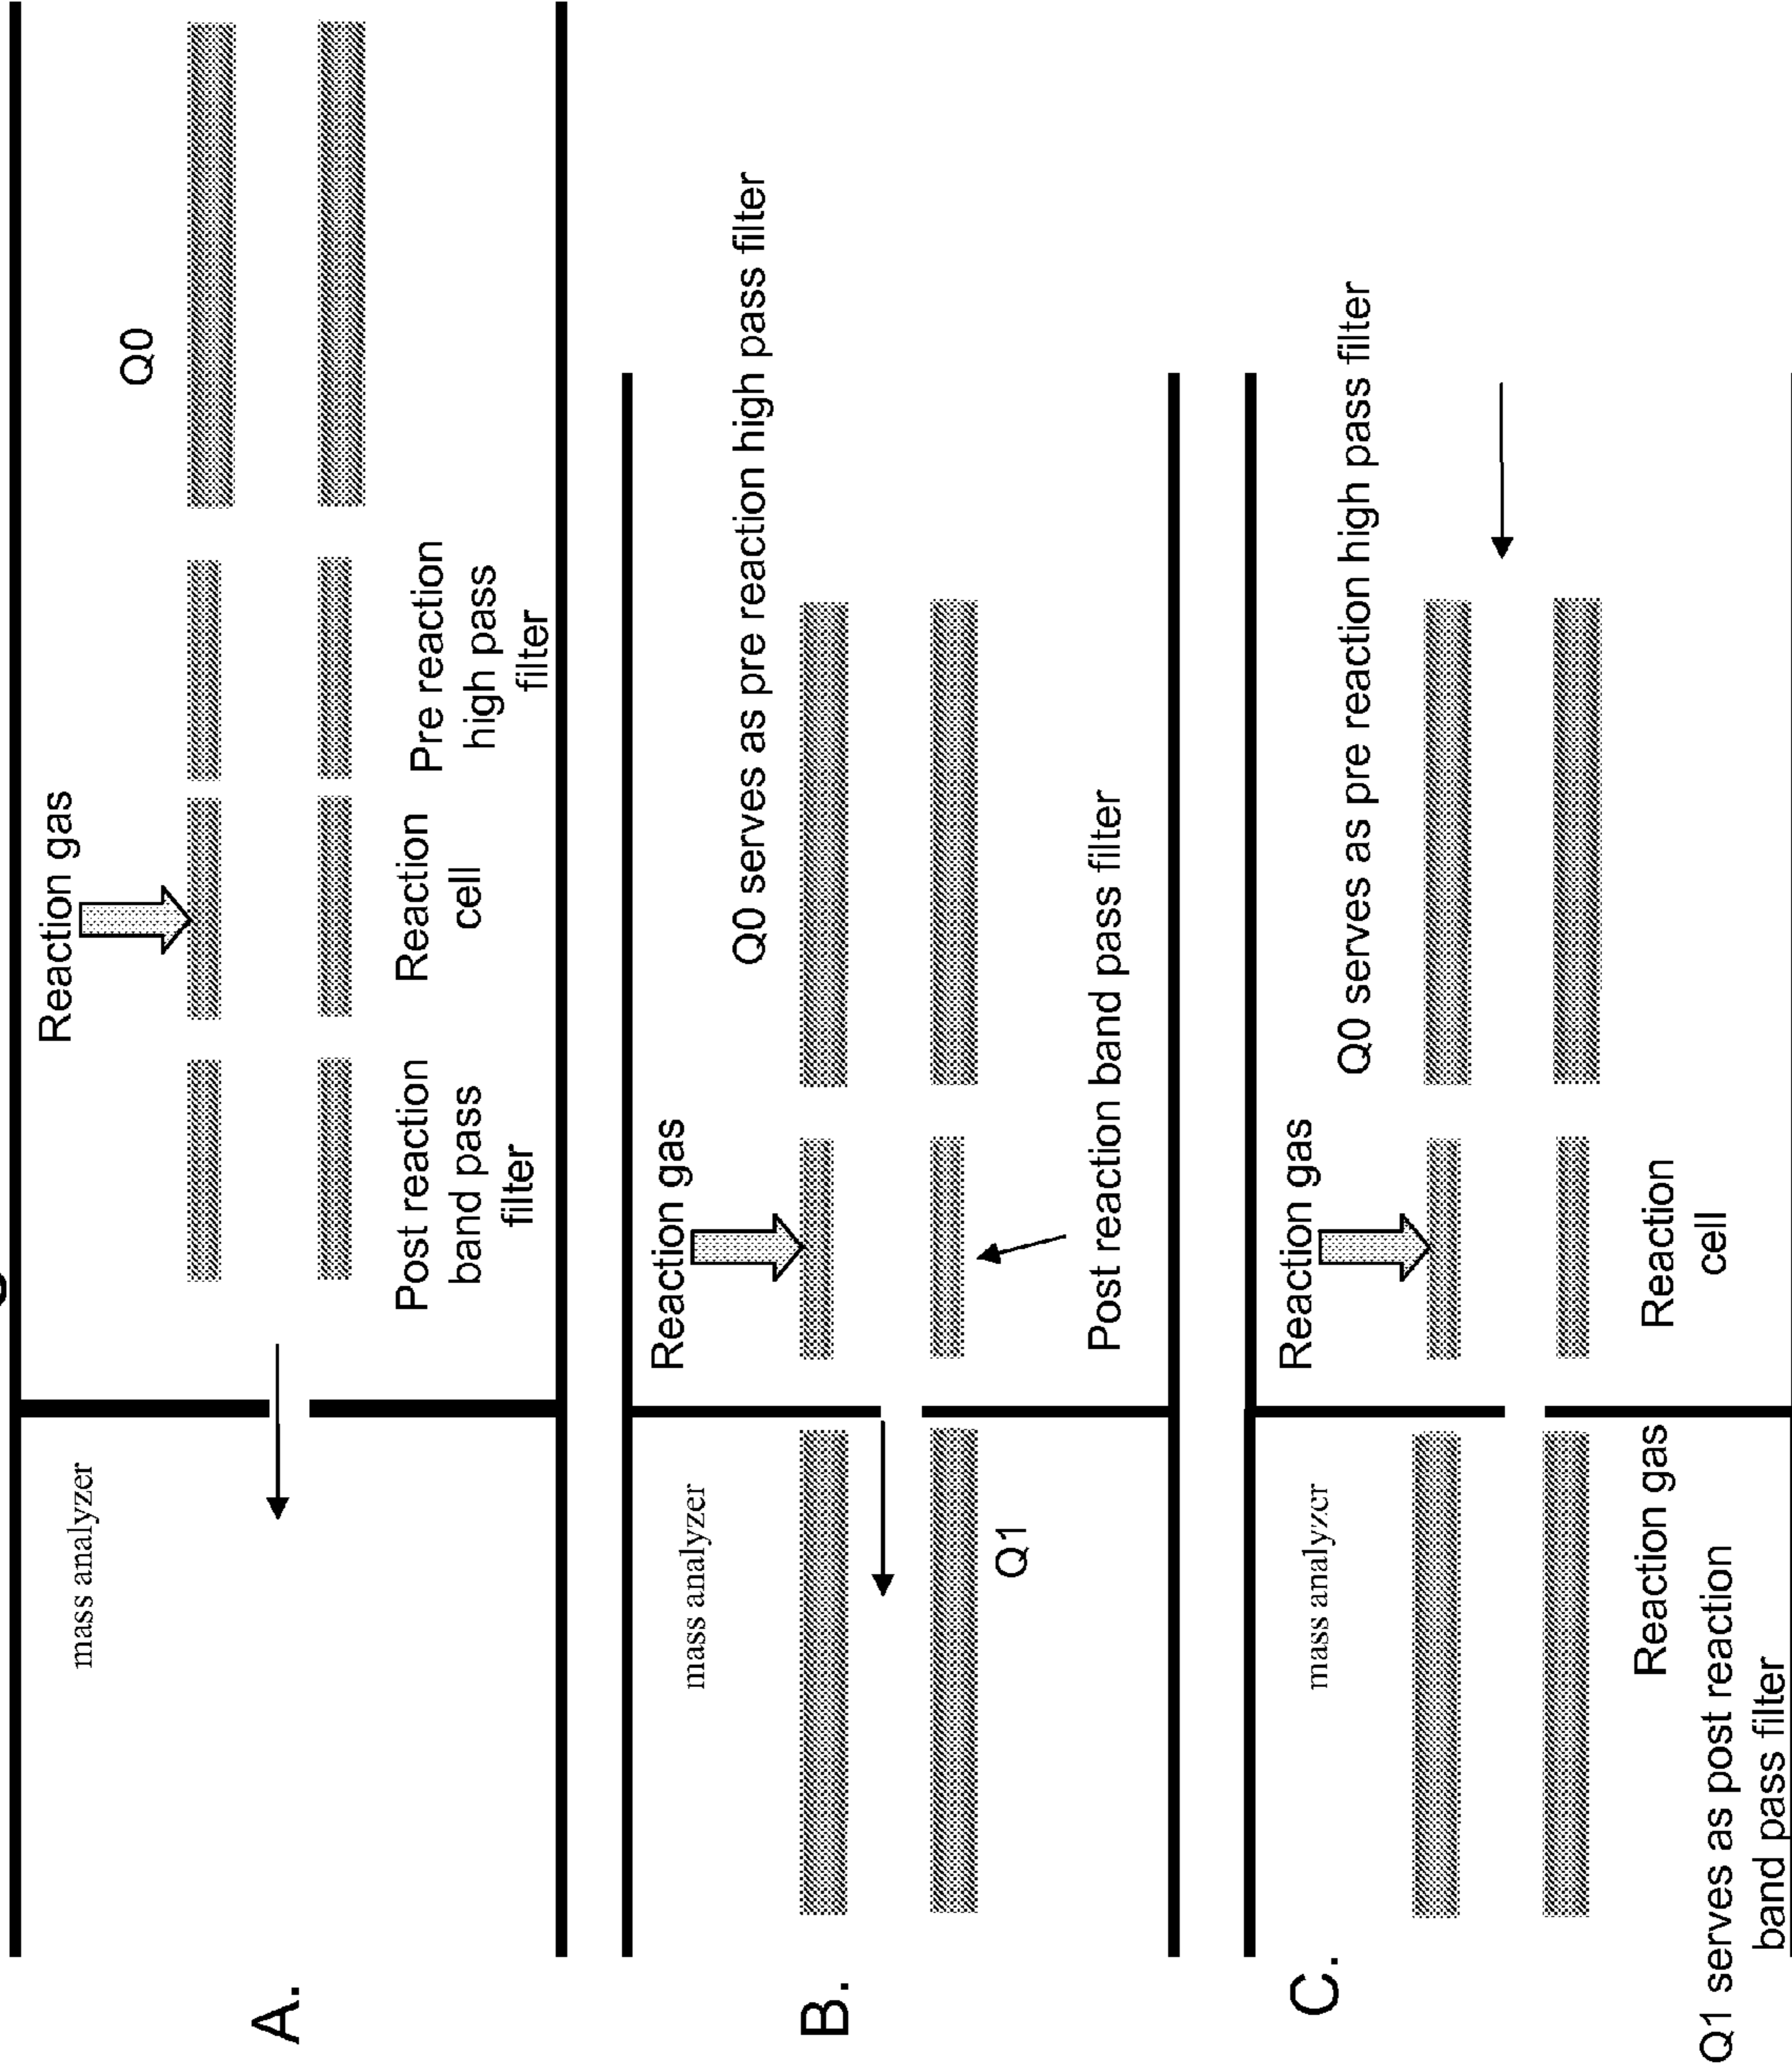 A.
mass analyzer
Reaction gas
Q0
Post reaction
band pass
filter
Reaction
cell
Pre reaction
high pass
filter
B.
mass analyzer
Reaction gas
Q0 serves as pre reaction high pass filter
Q1
Post reaction band pass filter
C.
mass analyzer
Reaction gas
Q0 serves as pre reaction high pass filter
Reaction gas
Reaction
cell
Q1 serves as post reaction
band pass filter